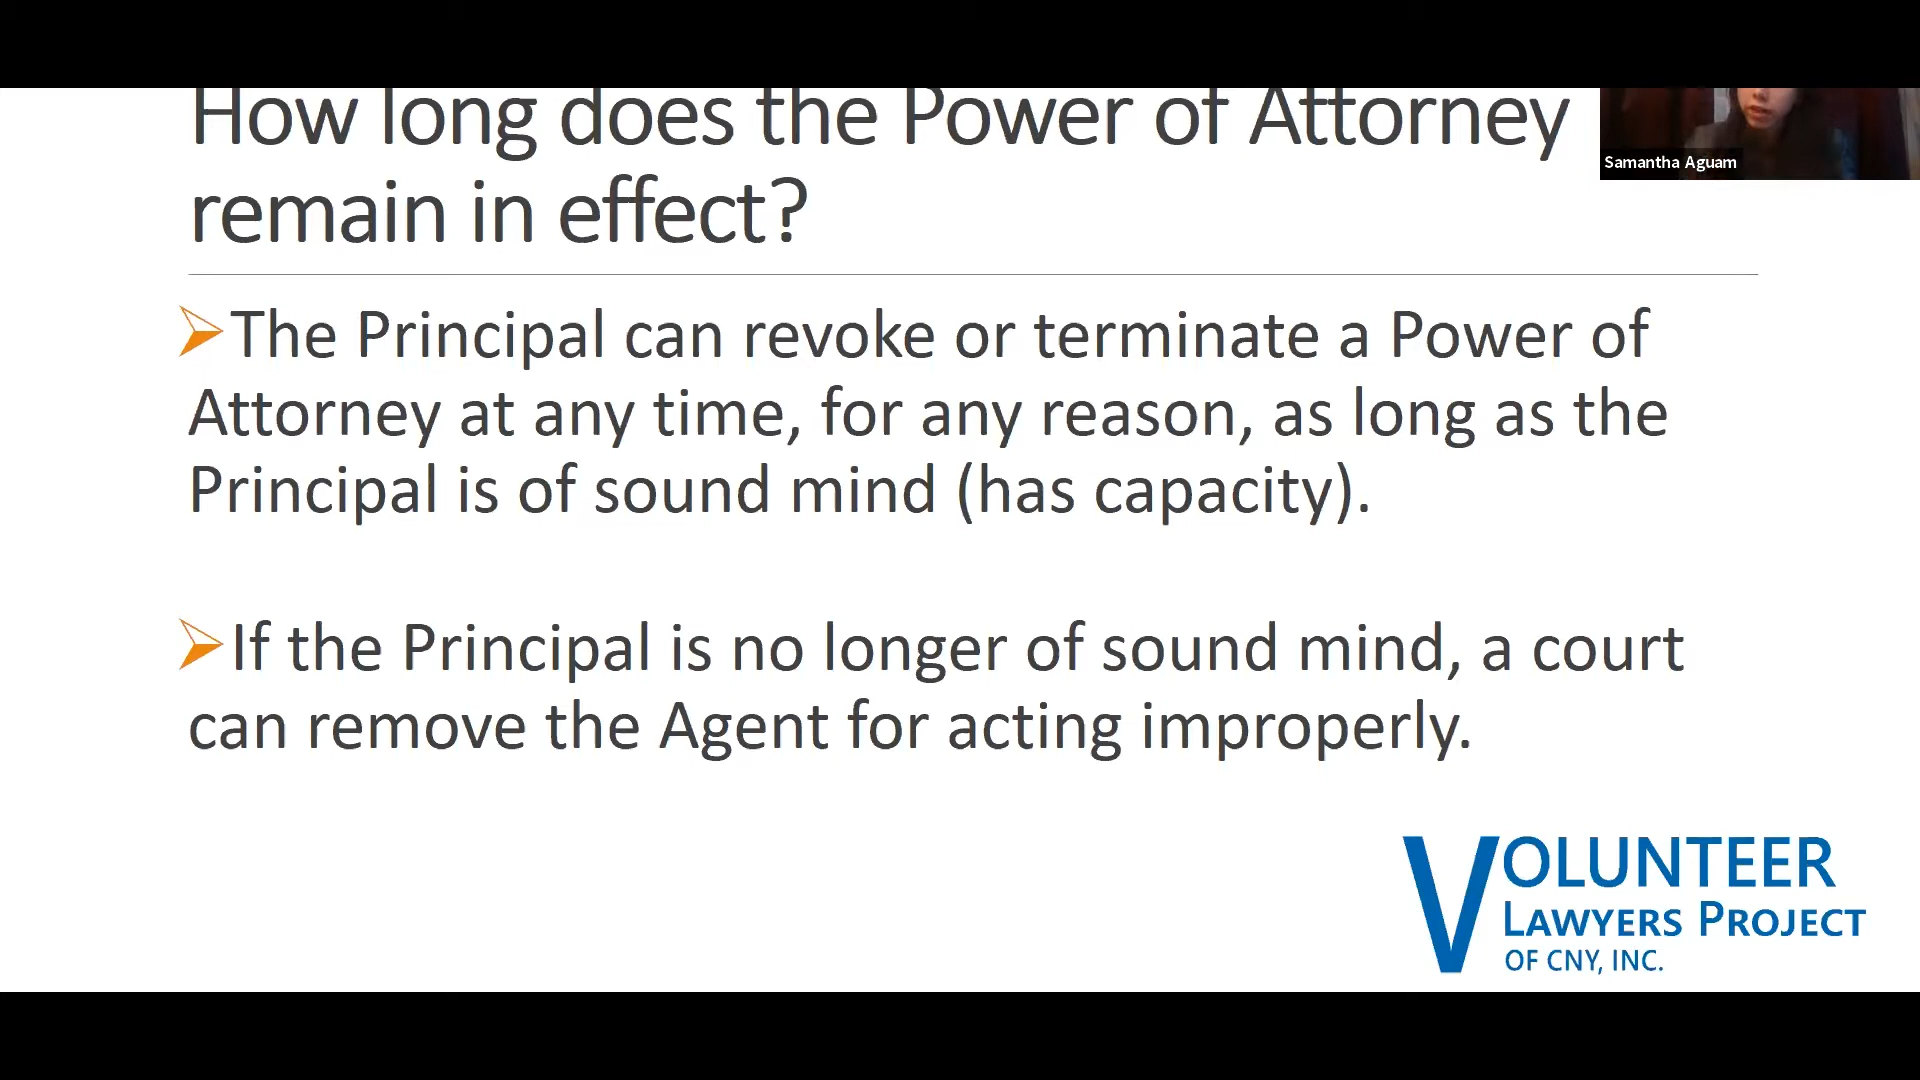 How long does the Power of Attorney
remain in effect?
Samantha Aguam
The Principal can revoke or terminate a Power of
Attorney at any time, for any reason, as long as the
Principal is of sound mind (has capacity).
If the Principal is no longer of sound mind, a court
can remove the Agent for acting improperly.
VOLUNTEER
LAWYERS PROJECT
OF CNY, INC.